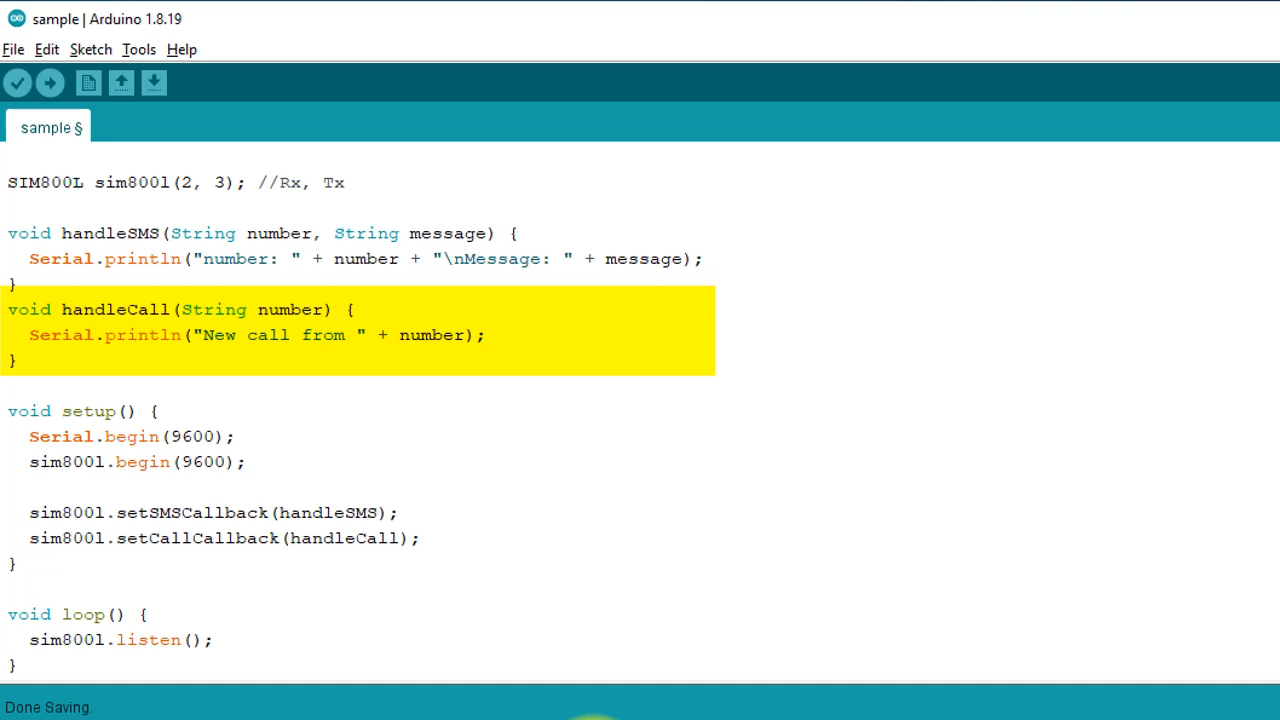 sample | Arduino 1.8.19
File Edit Sketch Tools Help
sample §
SIM800L sim800l(2, 3); //Rx, Tx
void handleSMS(String number, String message) {
  Serial.println("number: " + number + "\nMessage: " + message);
}
void handleCall(String number) {
  Serial.println("New call from " + number);
}
void setup() {
  Serial.begin(9600);
  sim800l.begin(9600);
  sim800l.setSMSCallback(handleSMS);
  sim800l.setCallCallback(handleCall);
}
void loop() {
  sim800l.listen();
}
Done Saving.